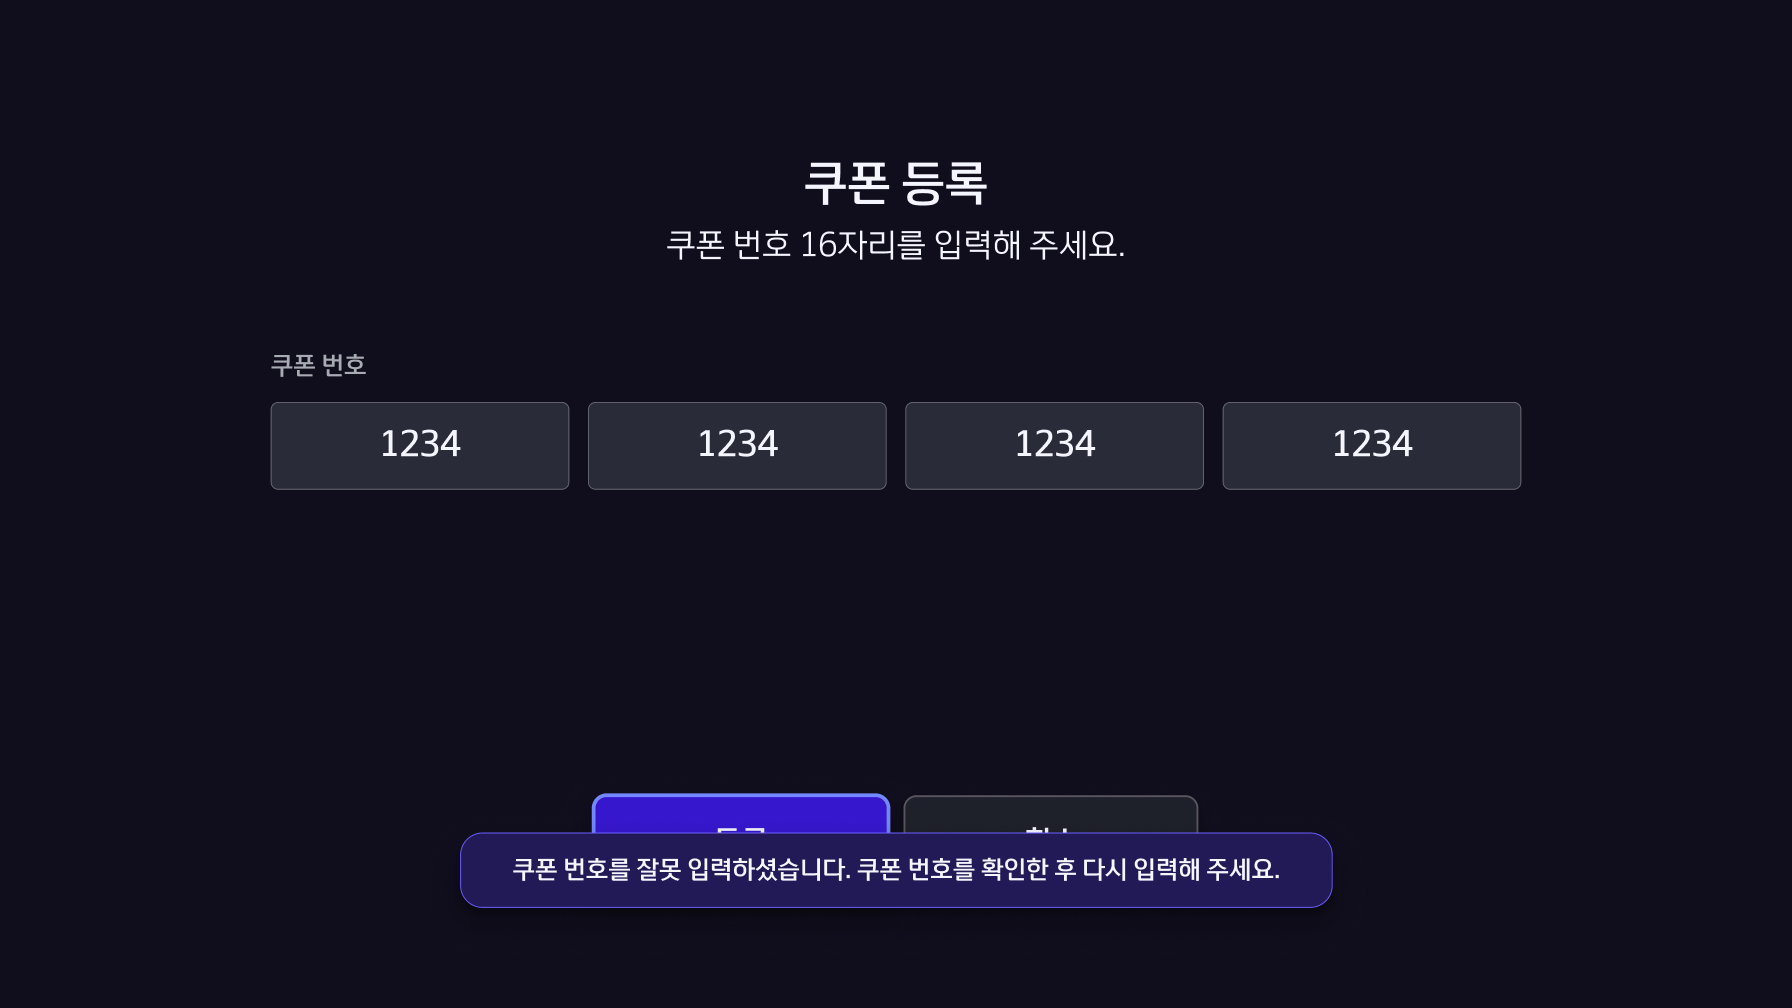 쿠폰 등록
쿠폰 번호 16자리를 입력해 주세요.
쿠폰 번호
1234 1234 1234 1234
쿠폰 번호를 잘못 입력하셨습니다. 쿠폰 번호를 확인한 후 다시 입력해 주세요.